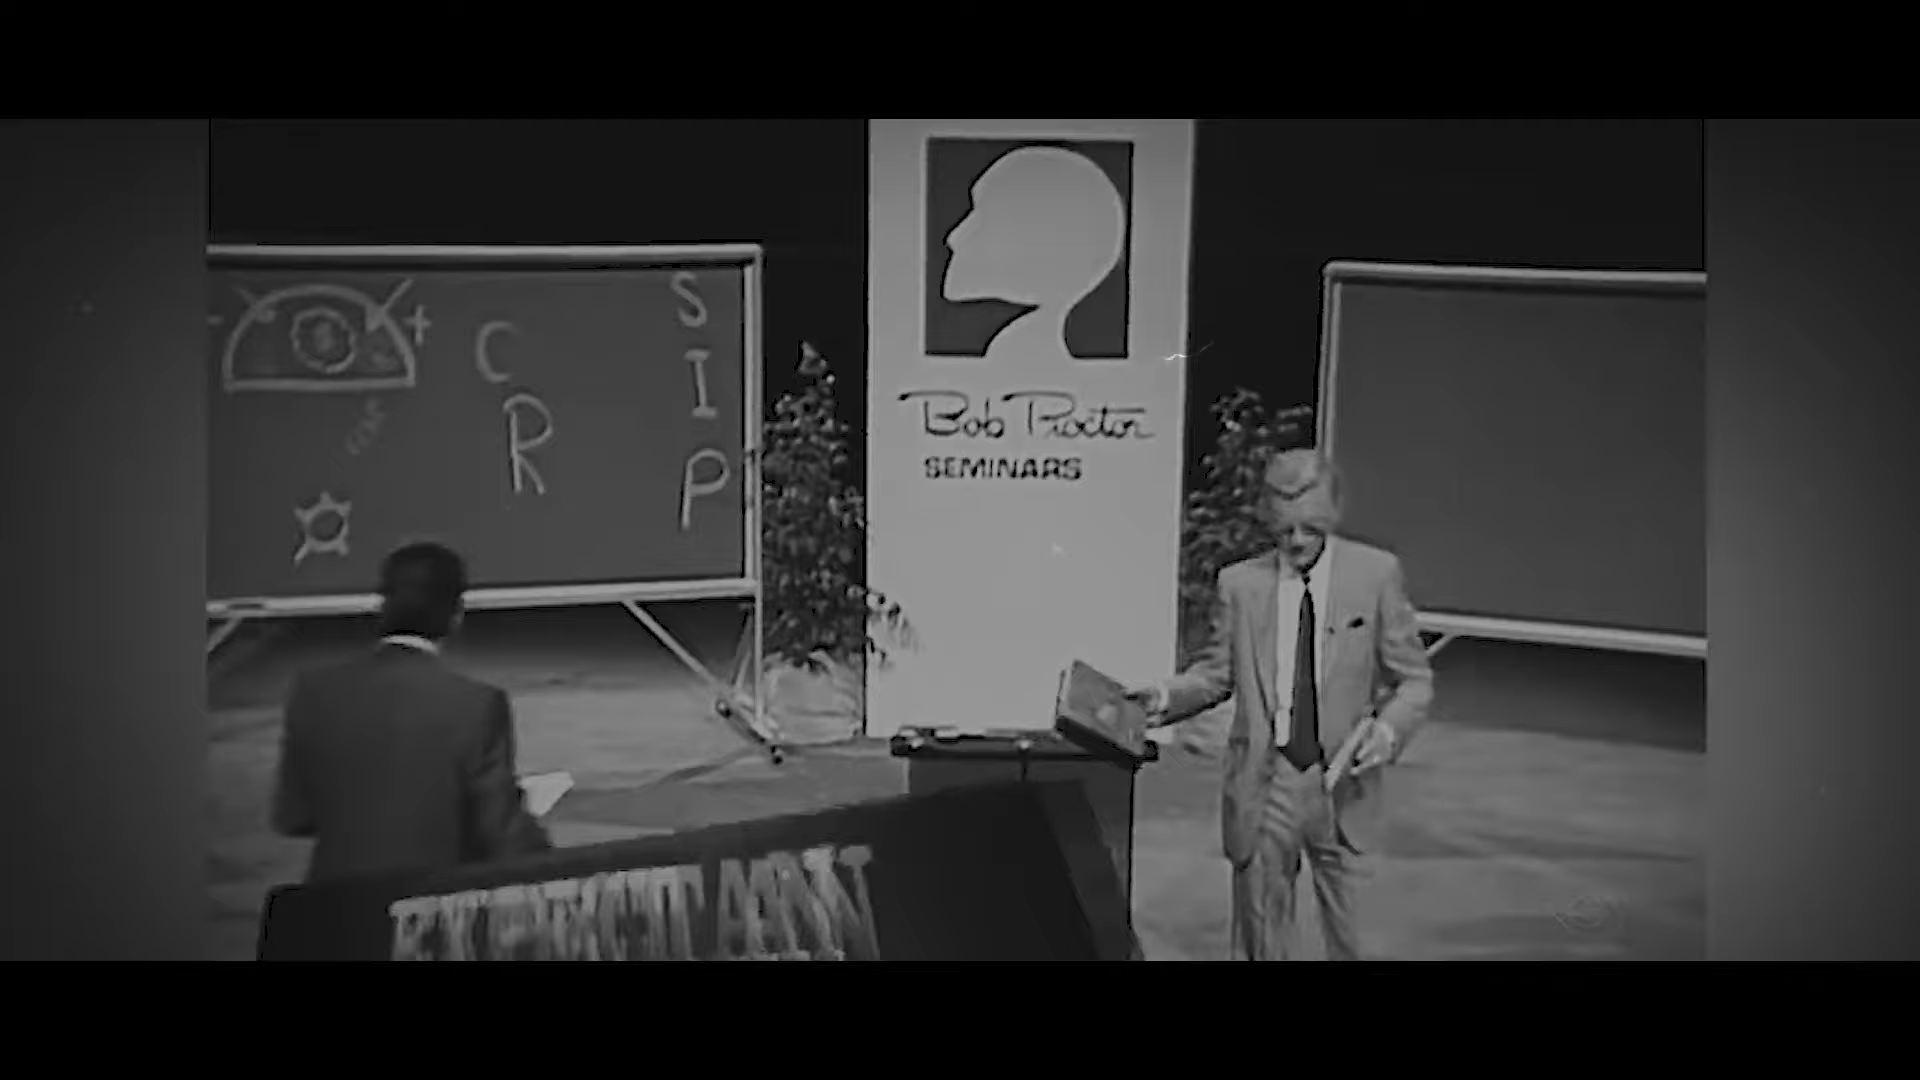 - +
C
R
S
I
P
Bob Proctor
SEMINARS